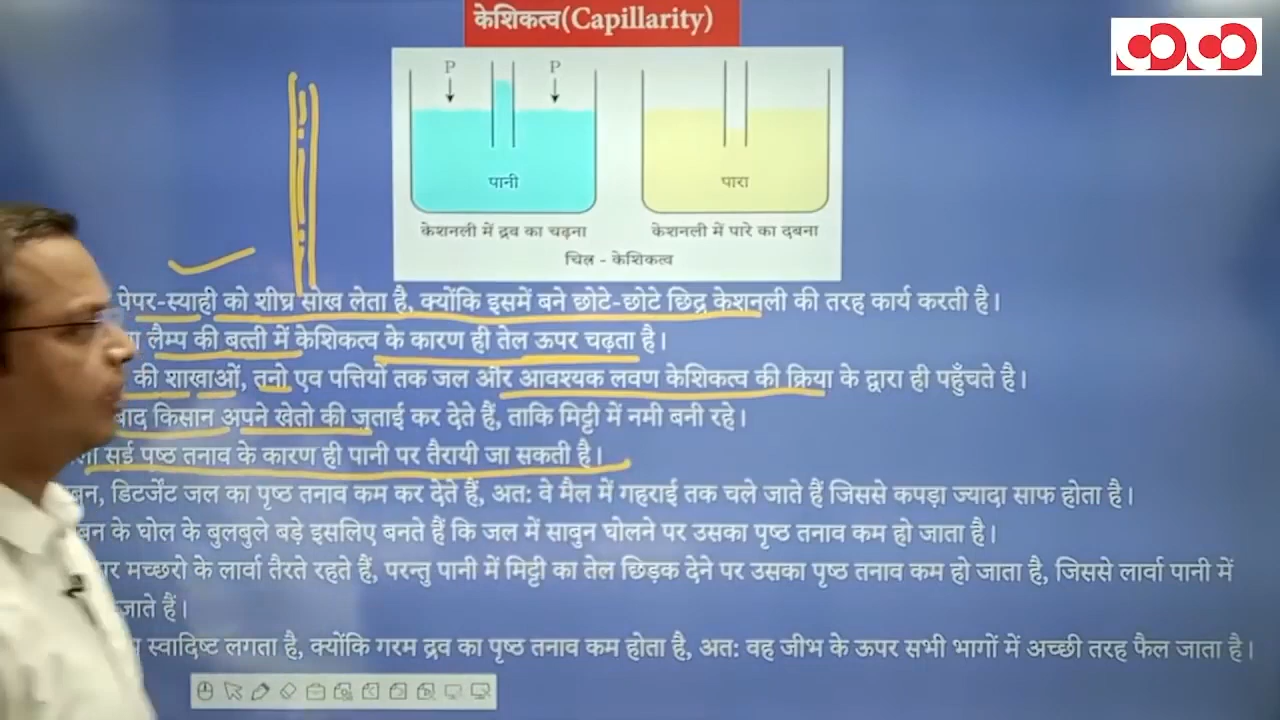 केशिकत्व(Capillarity)
P P
पानी
पारा
केशनली में द्रव का चढ़ना
केशनली में पारे का दबना
चित्र - केशिकत्व
पेपर-स्याही को शीघ्र सोख लेता है, क्योंकि इसमें बने छोटे-छोटे छिद्र केशनली की तरह कार्य करती है।
लैम्प की बत्ती में केशिकत्व के कारण ही तेल ऊपर चढ़ता है।
की शाखाओं, तनो एव पत्तियों तक जल और आवश्यक लवण केशिकत्व की क्रिया के द्वारा ही पहुँचते है।
बाद किसान अपने खेतो की जुताई कर देते हैं, ताकि मिट्टी में नमी बनी रहे।
सुई पृष्ठ तनाव के कारण ही पानी पर तैरायी जा सकती है।
डिटर्जेंट जल का पृष्ठ तनाव कम कर देते हैं, अत: वे मैल में गहराई तक चले जाते हैं जिससे कपड़ा ज्यादा साफ होता है।
के घोल के बुलबुले बड़े इसलिए बनते हैं कि जल में साबुन घोलने पर उसका पृष्ठ तनाव कम हो जाता है।
मच्छरो के लार्वा तैरते रहते हैं, परन्तु पानी में मिट्टी का तेल छिड़क देने पर उसका पृष्ठ तनाव कम हो जाता है, जिससे लार्वा पानी में
जाते हैं।
स्वादिष्ट लगता है, क्योंकि गरम द्रव का पृष्ठ तनाव कम होता है, अत: वह जीभ के ऊपर सभी भागों में अच्छी तरह फैल जाता है।